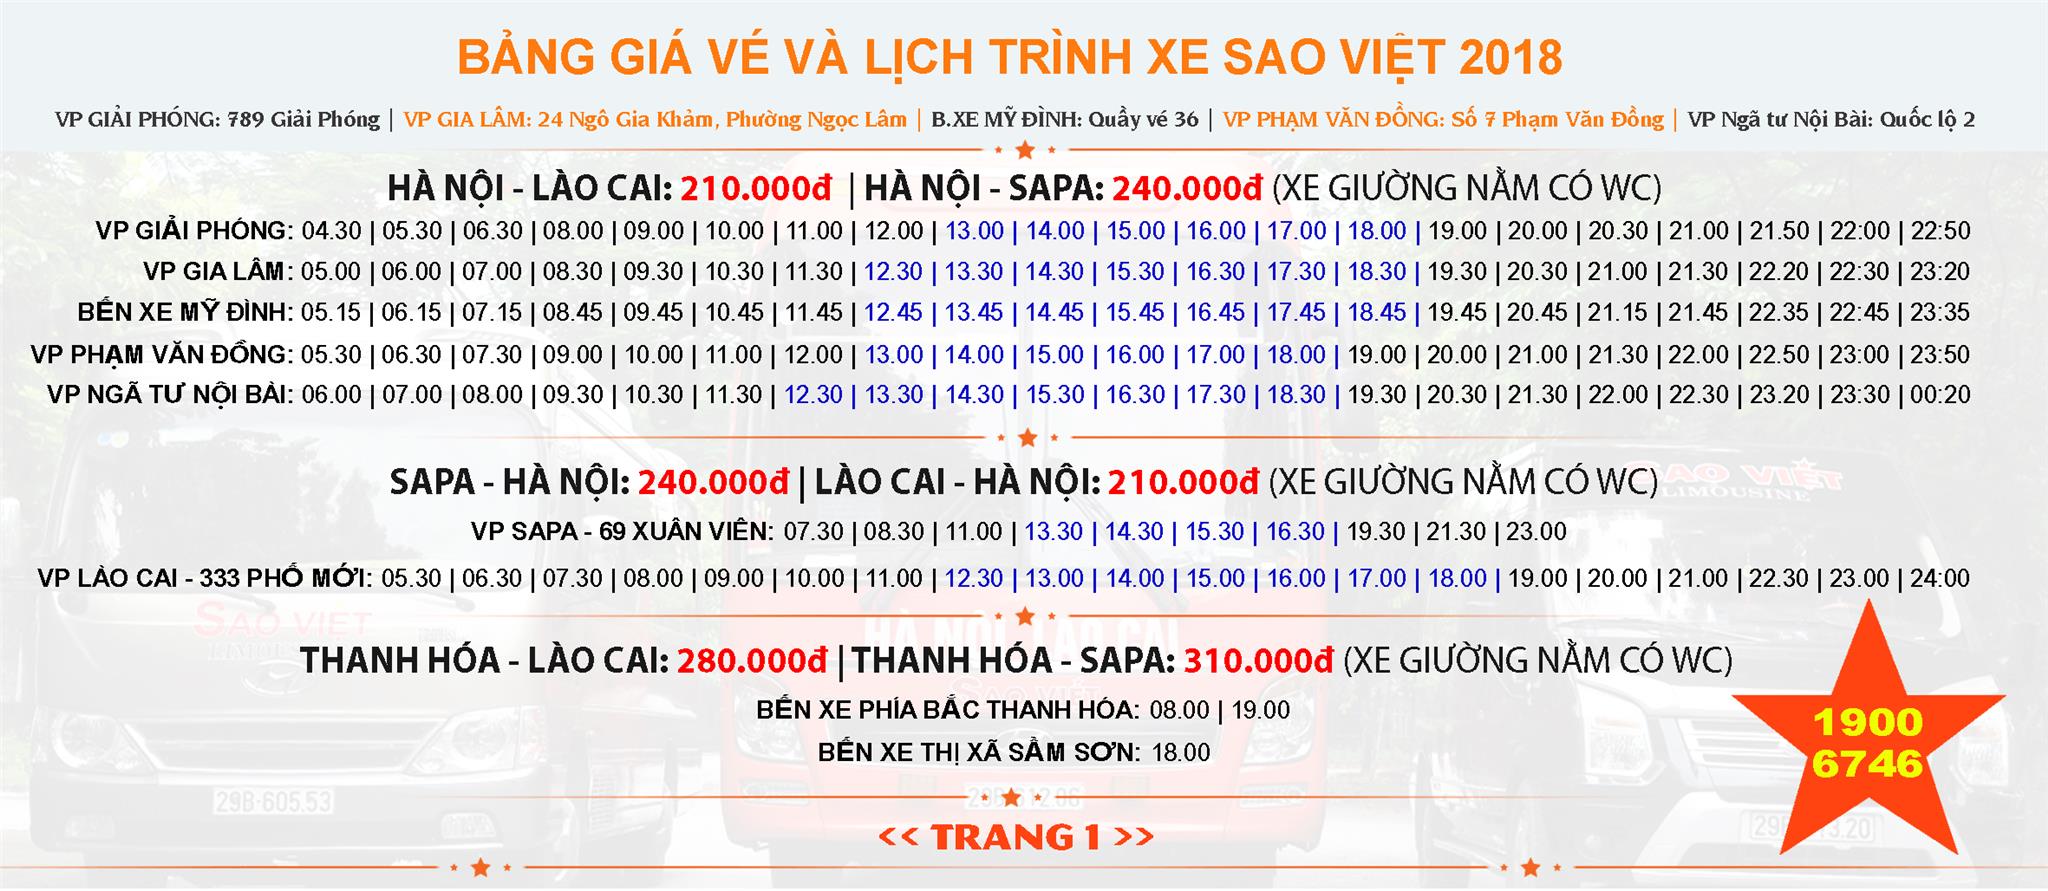 BẢNG GIÁ VÉ VÀ LỊCH TRÌNH XE SAO VIỆT 2018
VP GIẢI PHÓNG: 789 Giải Phóng | VP GIA LÂM: 24 Ngô Gia Khảm, Phường Ngọc Lâm | B.XE MỸ ĐÌNH: Quầy vé 36 | VP PHẠM VĂN ĐỒNG: Số 7 Phạm Văn Đồng | VP Ngã tư Nội Bài: Quốc lộ 2
HÀ NỘI - LÀO CAI: 210.000đ | HÀ NỘI - SAPA: 240.000đ (XE GIƯỜNG NẰM CÓ WC)
VP GIẢI PHÓNG: 04.30 | 05.30 | 06.30 | 08.00 | 09.00 | 10.00 | 11.00 | 12.00 | 13.00 | 14.00 | 15.00 | 16.00 | 17.00 | 18.00 | 19.00 | 20.00 | 20.30 | 21.00 | 21.50 | 22:00 | 22:50
VP GIA LÂM: 05.00 | 06.00 | 07.00 | 08.30 | 09.30 | 10.30 | 11.30 | 12.30 | 13.30 | 14.30 | 15.30 | 16.30 | 17.30 | 18.30 | 19.30 | 20.30 | 21.00 | 21.30 | 22.20 | 22:30 | 23:20
BẾN XE MỸ ĐÌNH: 05.15 | 06.15 | 07.15 | 08.45 | 09.45 | 10.45 | 11.45 | 12.45 | 13.45 | 14.45 | 15.45 | 16.45 | 17.45 | 18.45 | 19.45 | 20.45 | 21.15 | 21.45 | 22.35 | 22:45 | 23:35
VP PHẠM VĂN ĐỒNG: 05.30 | 06.30 | 07.30 | 09.00 | 10.00 | 11.00 | 12.00 | 13.00 | 14.00 | 15.00 | 16.00 | 17.00 | 18.00 | 19.00 | 20.00 | 21.00 | 21.30 | 22.00 | 22.50 | 23:00 | 23:50
VP NGÃ TƯ NỘI BÀI: 06.00 | 07.00 | 08.00 | 09.30 | 10.30 | 11.30 | 12.30 | 13.30 | 14.30 | 15.30 | 16.30 | 17.30 | 18.30 | 19.30 | 20.30 | 21.30 | 22.00 | 22.30 | 23.20 | 23:30 | 00:20
SAPA - HÀ NỘI: 240.000đ | LÀO CAI - HÀ NỘI: 210.000đ (XE GIƯỜNG NẰM CÓ WC)
SAO VIỆT
LIMOUSINE
VP SAPA - 69 XUÂN VIÊN: 07.30 | 08.30 | 11.00 | 13.30 | 14.30 | 15.30 | 16.30 | 19.30 | 21.30 | 23.00
VP LÀO CAI - 333 PHỐ MỚI: 05.30 | 06.30 | 07.30 | 08.00 | 09.00 | 10.00 | 11.00 | 12.30 | 13.00 | 14.00 | 15.00 | 16.00 | 17.00 | 18.00 | 19.00 | 20.00 | 21.00 | 22.30 | 23.00 | 24:00
SAO VIỆT
LIMOUSINE
HÀ NỘI LÀO CAI
THANH HÓA - LÀO CAI: 280.000đ | THANH HÓA - SAPA: 310.000đ (XE GIƯỜNG NẰM CÓ WC)
SAO VIỆT
BẾN XE PHÍA BẮC THANH HÓA: 08.00 | 19.00
BẾN XE THỊ XÃ SẦM SƠN: 18.00
1900
6746
29B-605.53
<< TRANG 1 >>